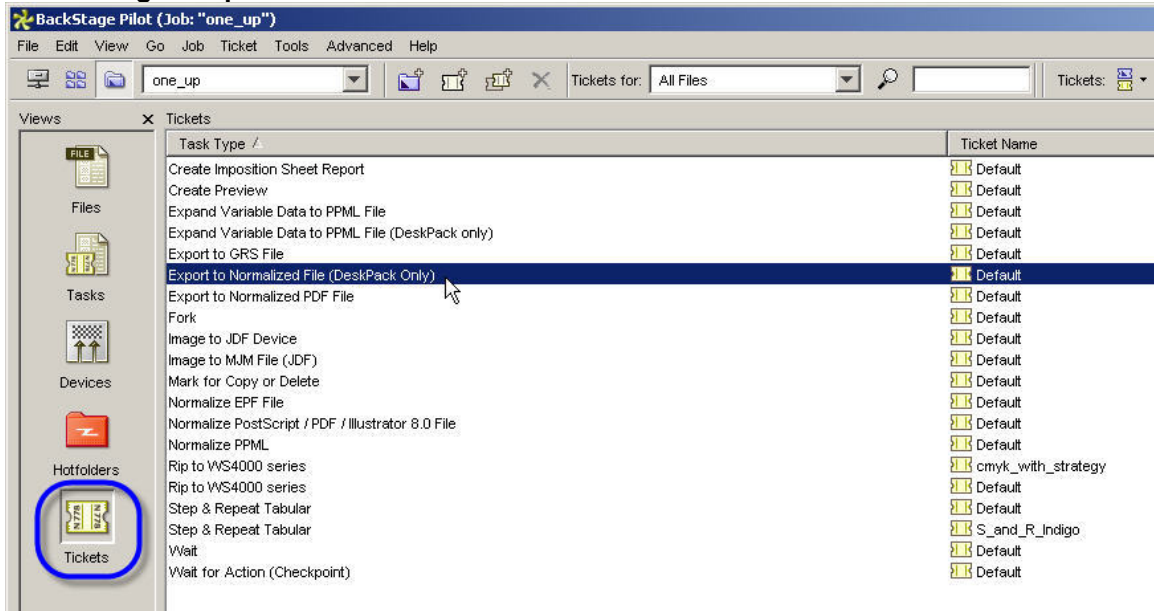 BackStage Pilot (Job: "one_up")
File Edit View Go Job Ticket Tools Advanced Help
one_up Tickets for: All Files Tickets:
Views X Tickets
Task Type Ticket Name
Create Imposition Sheet Report Default
Create Preview Default
Expand Variable Data to PPML File Default
Expand Variable Data to PPML File (DeskPack only) Default
Export to GRS File Default
Export to Normalized File (DeskPack Only) Default
Export to Normalized PDF File Default
Fork Default
Image to JDF Device Default
Image to MJM File (JDF) Default
Mark for Copy or Delete Default
Normalize EPF File Default
Normalize PostScript / PDF / Illustrator 8.0 File Default
Normalize PPML Default
Rip to WS4000 series cmyk_with_strategy
Rip to WS4000 series Default
Step & Repeat Tabular Default
Step & Repeat Tabular S_and_R_Indigo
Wait Default
Wait for Action (Checkpoint) Default
FILE
Files
Tasks
Devices
Hotfolders
N778 N778
Tickets